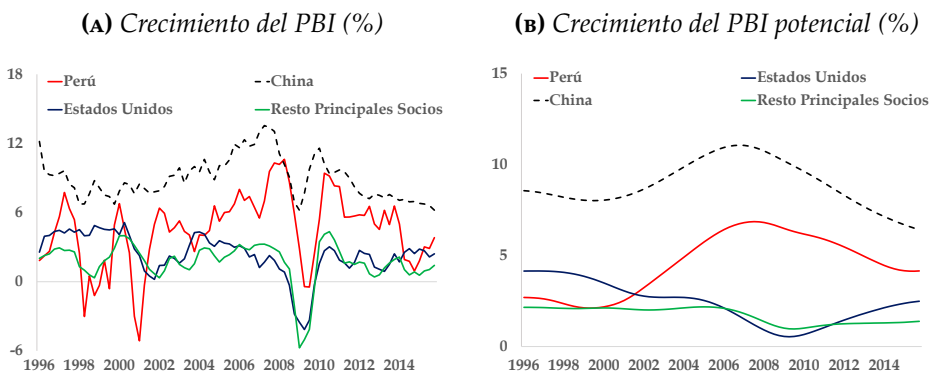 (A) Crecimiento del PBI (%)
18
12
6
0
-6
Perú
China
Estados Unidos
Resto Principales Socios
1996 1998 2000 2002 2004 2006 2008 2010 2012 2014
(B) Crecimiento del PBI potencial (%)
15
10
5
0
Perú
Estados Unidos
China
Resto Principales Socios
1996 1998 2000 2002 2004 2006 2008 2010 2012 2014